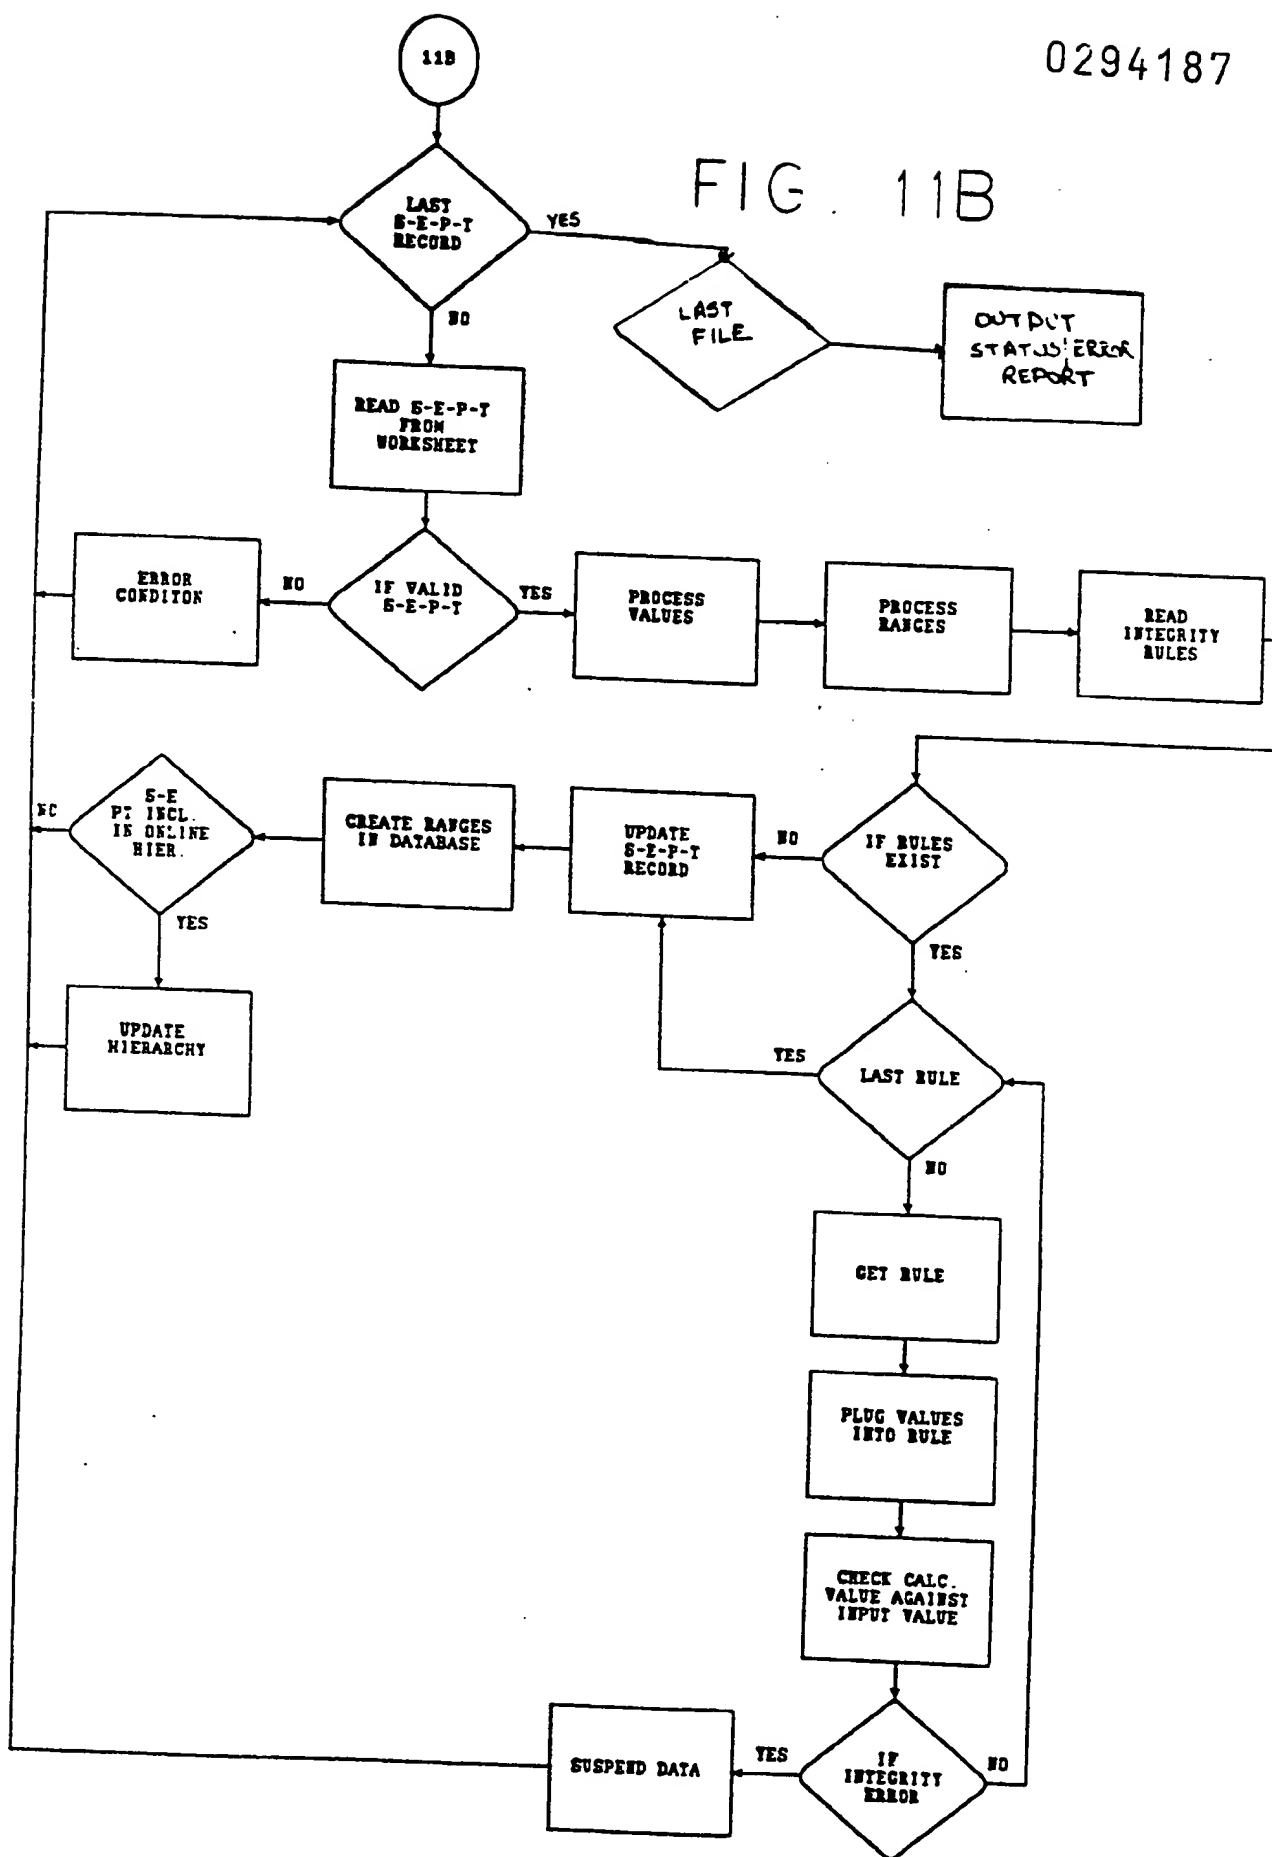 0294187
11B
FIG. 11B
LAST
S-E-P-T
RECORD
YES
NO
LAST
FILE
OUTPUT
STATUS/ERROR
REPORT
READ S-E-P-T
FROM
WORKSHEET
ERROR
CONDITON
NO
IF VALID
S-E-P-T
YES
PROCESS
VALUES
PROCESS
RANGES
READ
INTEGRITY
RULES
NO
S-E
PT INCL.
IN ONLINE
HIER.
YES
CREATE RANGES
IN DATABASE
UPDATE
S-E-P-T
RECORD
NO
IF RULES
EXIST
YES
UPDATE
HIERARCHY
YES
LAST RULE
NO
GET RULE
PLUG VALUES
INTO RULE
CHECK CALC.
VALUE AGAINST
INPUT VALUE
SUSPEND DATA
YES
IF
INTEGRITY
ERROR
NO